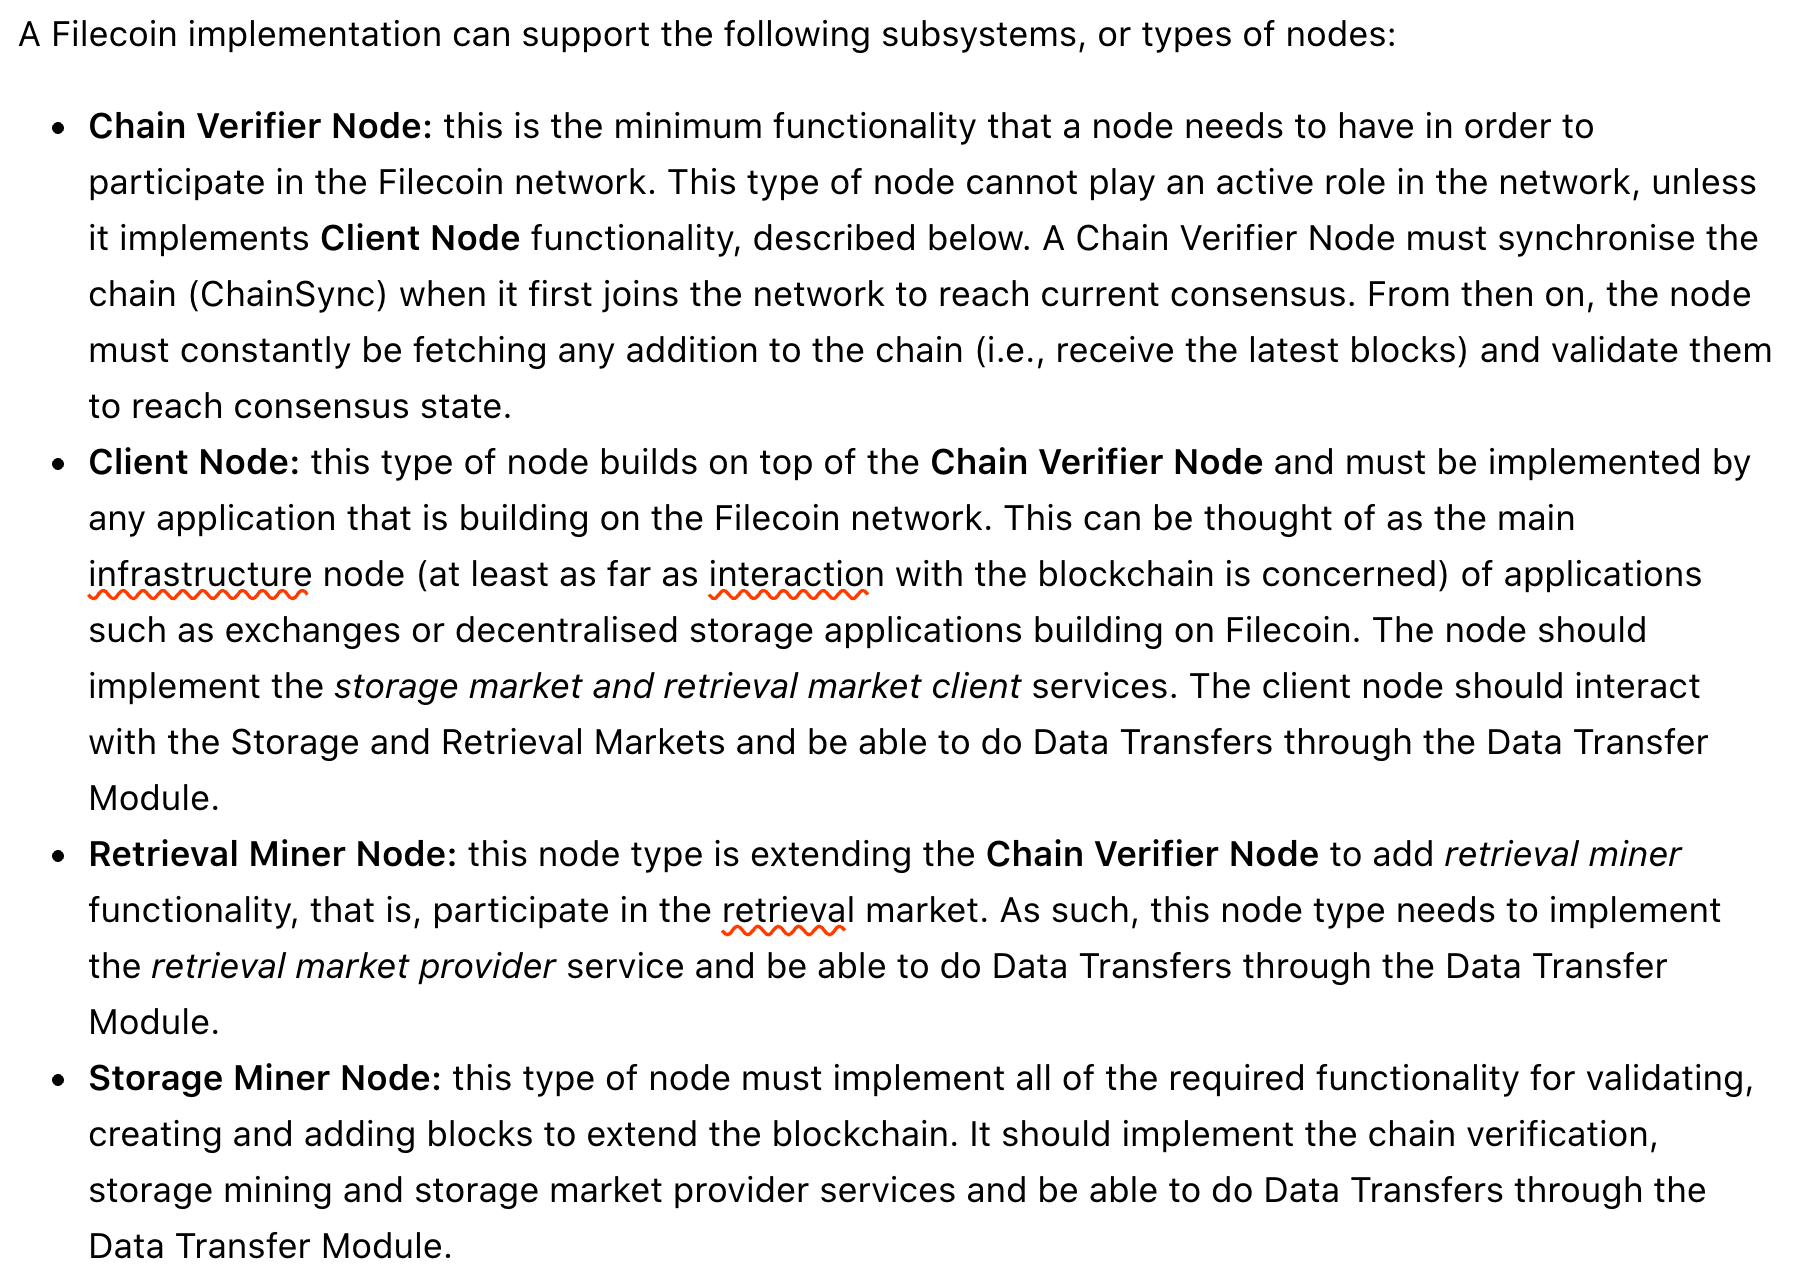 A Filecoin implementation can support the following subsystems, or types of nodes:
• Chain Verifier Node: this is the minimum functionality that a node needs to have in order to
participate in the Filecoin network. This type of node cannot play an active role in the network, unless
it implements Client Node functionality, described below. A Chain Verifier Node must synchronise the
chain (ChainSync) when it first joins the network to reach current consensus. From then on, the node
must constantly be fetching any addition to the chain (i.e., receive the latest blocks) and validate them
to reach consensus state.
• Client Node: this type of node builds on top of the Chain Verifier Node and must be implemented by
any application that is building on the Filecoin network. This can be thought of as the main
infrastructure node (at least as far as interaction with the blockchain is concerned) of applications
such as exchanges or decentralised storage applications building on Filecoin. The node should
implement the storage market and retrieval market client services. The client node should interact
with the Storage and Retrieval Markets and be able to do Data Transfers through the Data Transfer
Module.
• Retrieval Miner Node: this node type is extending the Chain Verifier Node to add retrieval miner
functionality, that is, participate in the retrieval market. As such, this node type needs to implement
the retrieval market provider service and be able to do Data Transfers through the Data Transfer
Module.
• Storage Miner Node: this type of node must implement all of the required functionality for validating,
creating and adding blocks to extend the blockchain. It should implement the chain verification,
storage mining and storage market provider services and be able to do Data Transfers through the
Data Transfer Module.